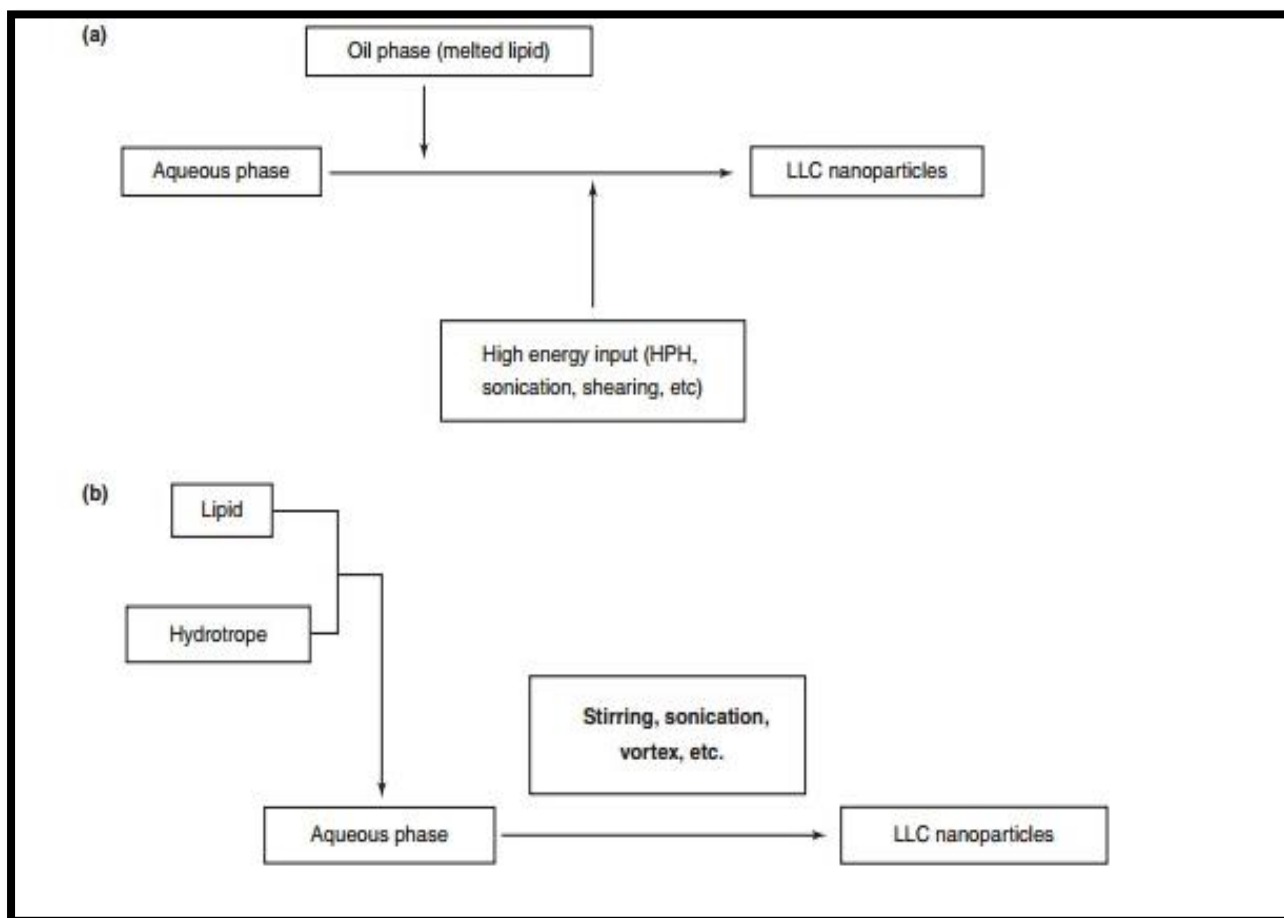 (a)
Oil phase (melted lipid)
Aqueous phase
LLC nanoparticles
High energy input (HPH,
sonication, shearing, etc)
(b)
Lipid
Hydrotrope
Stirring, sonication,
vortex, etc.
Aqueous phase
LLC nanoparticles